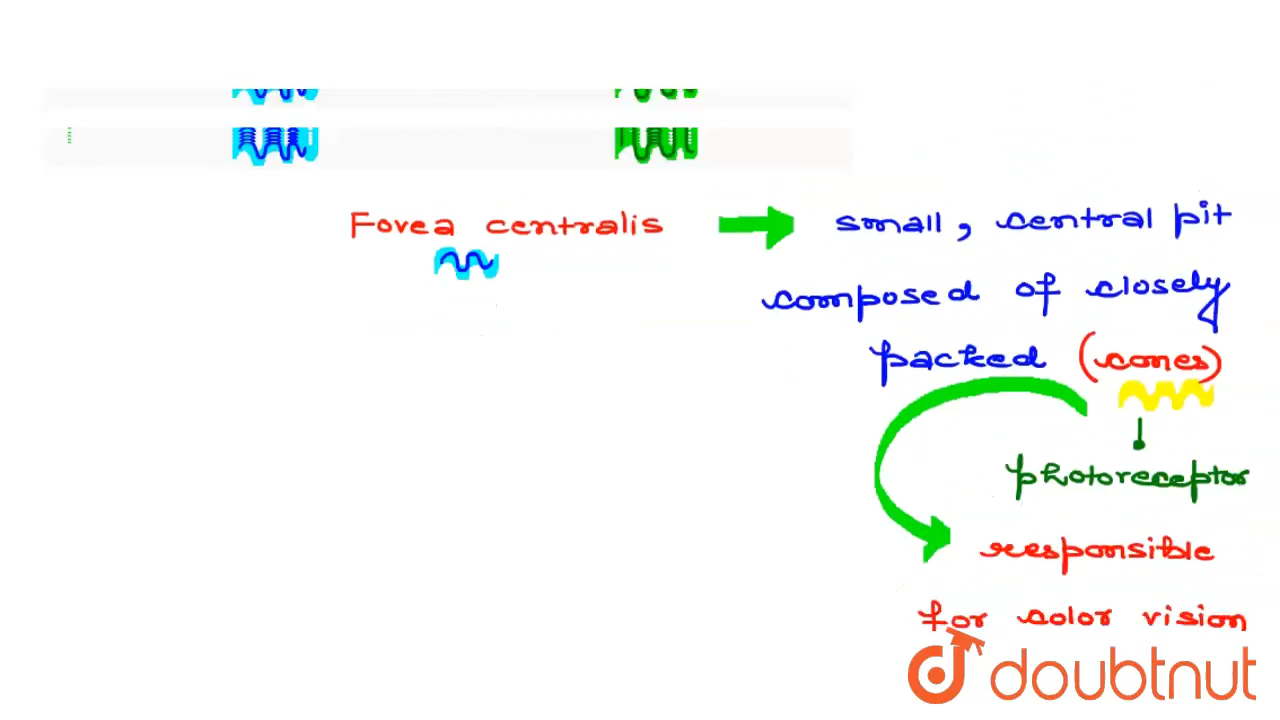 Fovea centralis small, central pit
composed of closely
packed (cones)
photoreceptor
responsible
for color vision
doubtnut